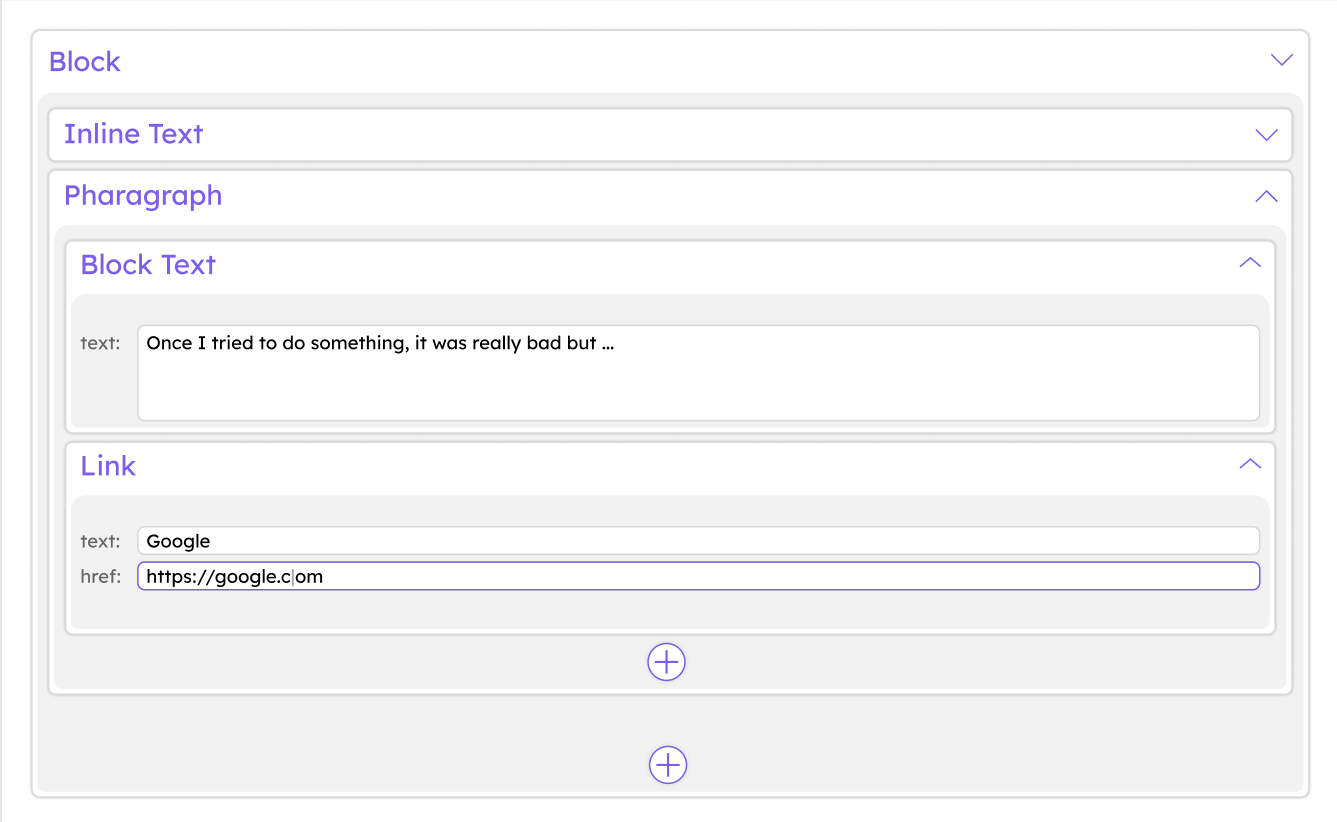 Block
Inline Text
Pharagraph
Block Text
text: Once I tried to do something, it was really bad but ...
Link
text: Google
href: https://google.com